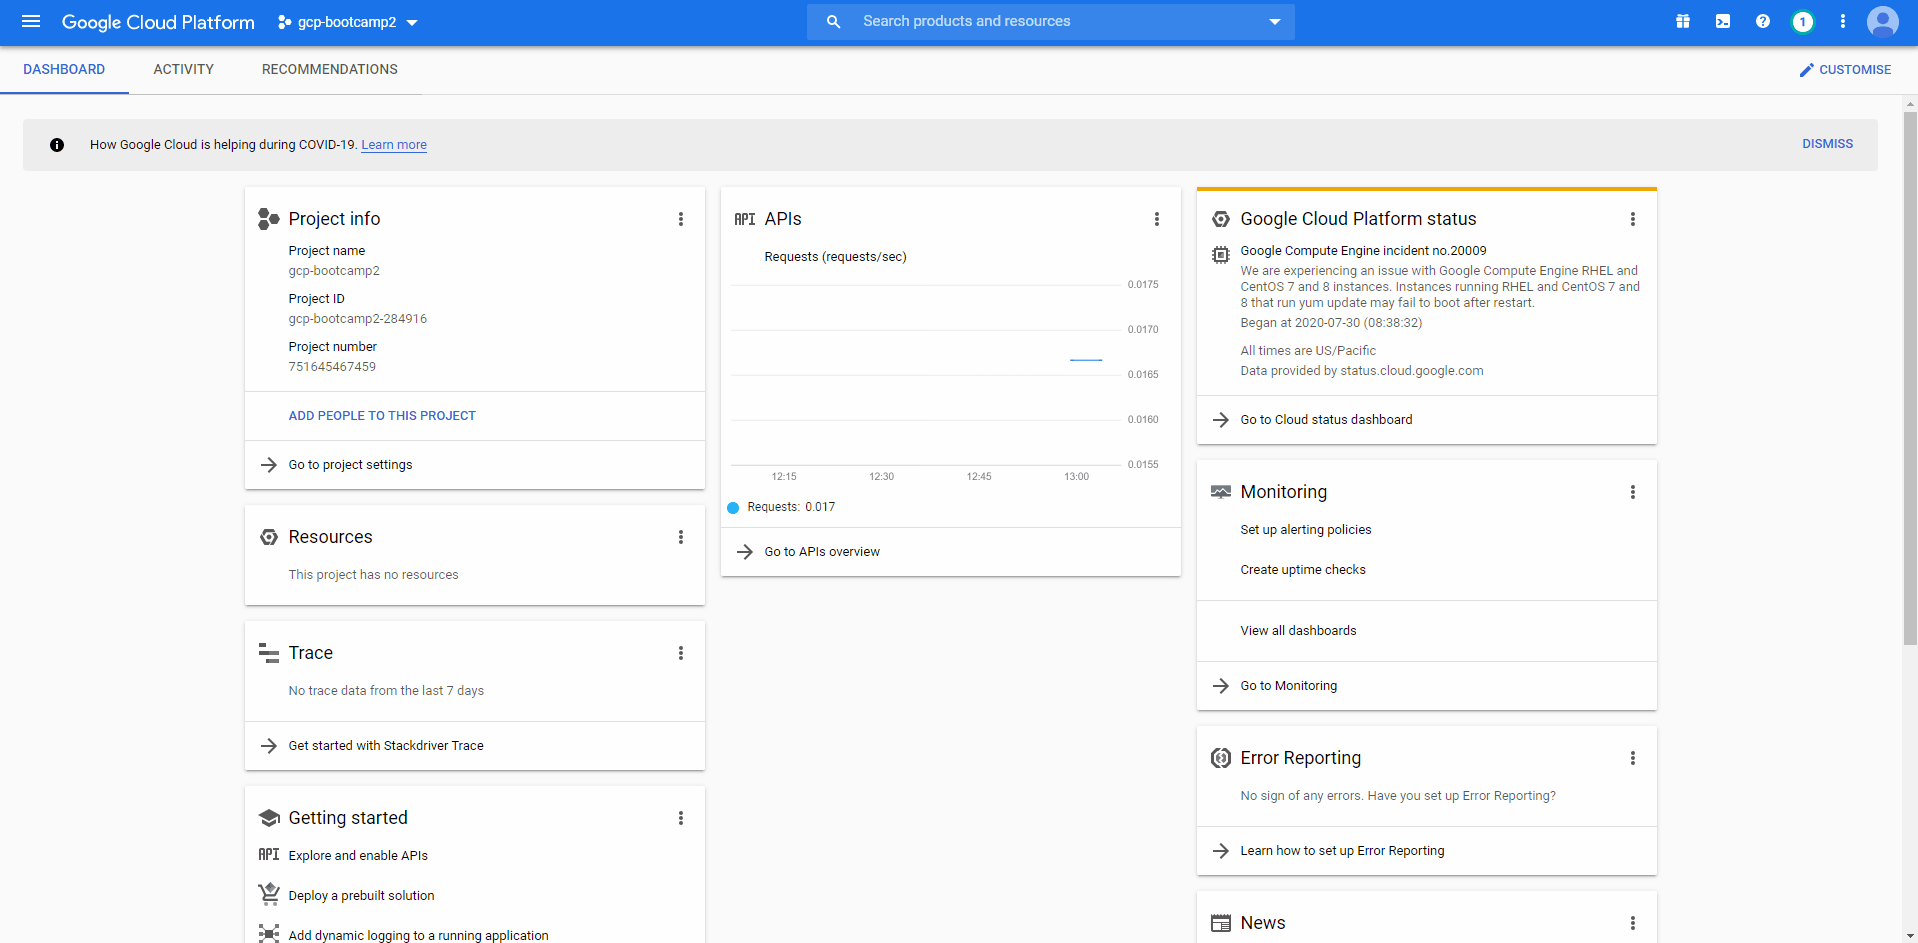 Google Cloud Platform
gcp-bootcamp2
Search products and resources
1
DASHBOARD
ACTIVITY
RECOMMENDATIONS
CUSTOMISE
How Google Cloud is helping during COVID-19. Learn more
DISMISS
Project info
Project name
gcp-bootcamp2
Project ID
gcp-bootcamp2-284916
Project number
751645467459
ADD PEOPLE TO THIS PROJECT
Go to project settings
Resources
This project has no resources
Trace
No trace data from the last 7 days
Get started with Stackdriver Trace
Getting started
API Explore and enable APIs
Deploy a prebuilt solution
Add dynamic logging to a running application
API APIs
Requests (requests/sec)
0.0175
0.0170
0.0165
0.0160
0.0155
12:15 12:30 12:45 13:00
Requests: 0.017
Go to APIs overview
Google Cloud Platform status
Google Compute Engine incident no.20009
We are experiencing an issue with Google Compute Engine RHEL and
CentOS 7 and 8 instances. Instances running RHEL and CentOS 7 and
8 that run yum update may fail to boot after restart.
Began at 2020-07-30 (08:38:32)
All times are US/Pacific
Data provided by status.cloud.google.com
Go to Cloud status dashboard
Monitoring
Set up alerting policies
Create uptime checks
View all dashboards
Go to Monitoring
Error Reporting
No sign of any errors. Have you set up Error Reporting?
Learn how to set up Error Reporting
News